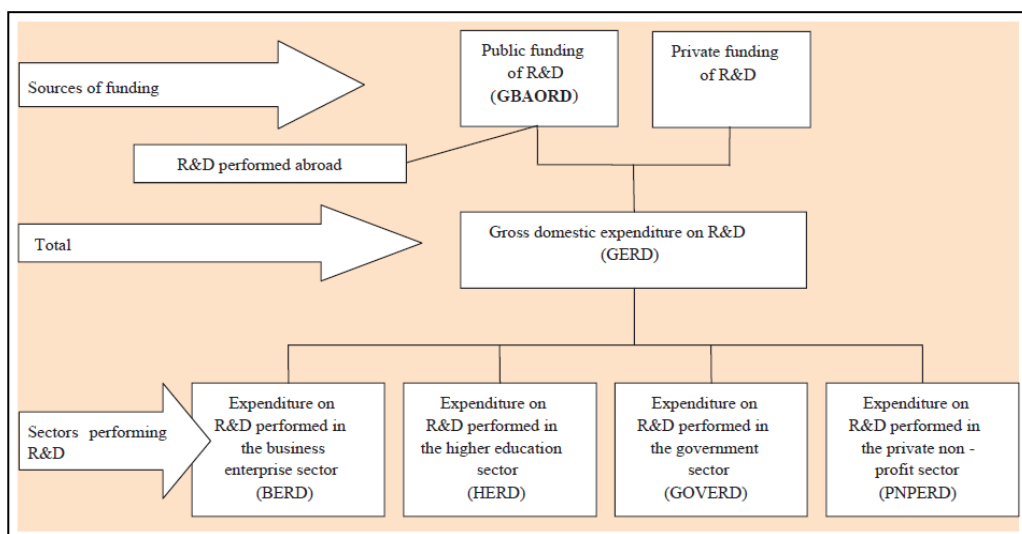 Public funding
of R&D
(GBAORD)
Private funding
of R&D
Sources of funding
R&D performed abroad
Gross domestic expenditure on R&D
(GERD)
Total
Expenditure on
R&D performed in
the business
enterprise sector
(BERD)
Expenditure on
R&D performed in
the higher education
sector
(HERD)
Expenditure on
R&D performed in
the government
sector
(GOVERD)
Expenditure on
R&D performed in
the private non -
profit sector
(PNPERD)
Sectors performing
R&D